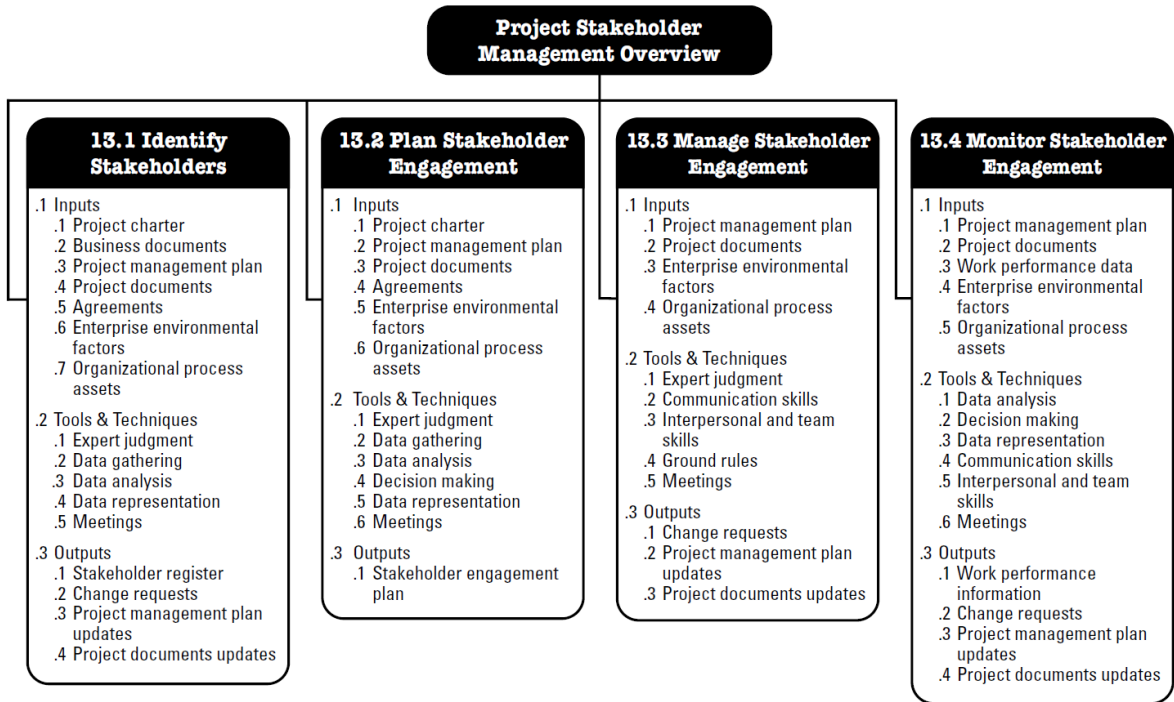 Project Stakeholder
Management Overview
13.1 Identify
Stakeholders
.1 Inputs
.1 Project charter
.2 Business documents
.3 Project management plan
.4 Project documents
.5 Agreements
.6 Enterprise environmental
factors
.7 Organizational process
assets
.2 Tools & Techniques
.1 Expert judgment
.2 Data gathering
.3 Data analysis
.4 Data representation
.5 Meetings
.3 Outputs
.1 Stakeholder register
.2 Change requests
.3 Project management plan
updates
.4 Project documents updates
13.2 Plan Stakeholder
Engagement
.1 Inputs
.1 Project charter
.2 Project management plan
.3 Project documents
.4 Agreements
.5 Enterprise environmental
factors
.6 Organizational process
assets
.2 Tools & Techniques
.1 Expert judgment
.2 Data gathering
.3 Data analysis
.4 Decision making
.5 Data representation
.6 Meetings
.3 Outputs
.1 Stakeholder engagement
plan
13.3 Manage Stakeholder
Engagement
.1 Inputs
.1 Project management plan
.2 Project documents
.3 Enterprise environmental
factors
.4 Organizational process
assets
.2 Tools & Techniques
.1 Expert judgment
.2 Communication skills
.3 Interpersonal and team
skills
.4 Ground rules
.5 Meetings
.3 Outputs
.1 Change requests
.2 Project management plan
updates
.3 Project documents updates
13.4 Monitor Stakeholder
Engagement
.1 Inputs
.1 Project management plan
.2 Project documents
.3 Work performance data
.4 Enterprise environmental
factors
.5 Organizational process
assets
.2 Tools & Techniques
.1 Data analysis
.2 Decision making
.3 Data representation
.4 Communication skills
.5 Interpersonal and team
skills
.6 Meetings
.3 Outputs
.1 Work performance
information
.2 Change requests
.3 Project management plan
updates
.4 Project documents updates